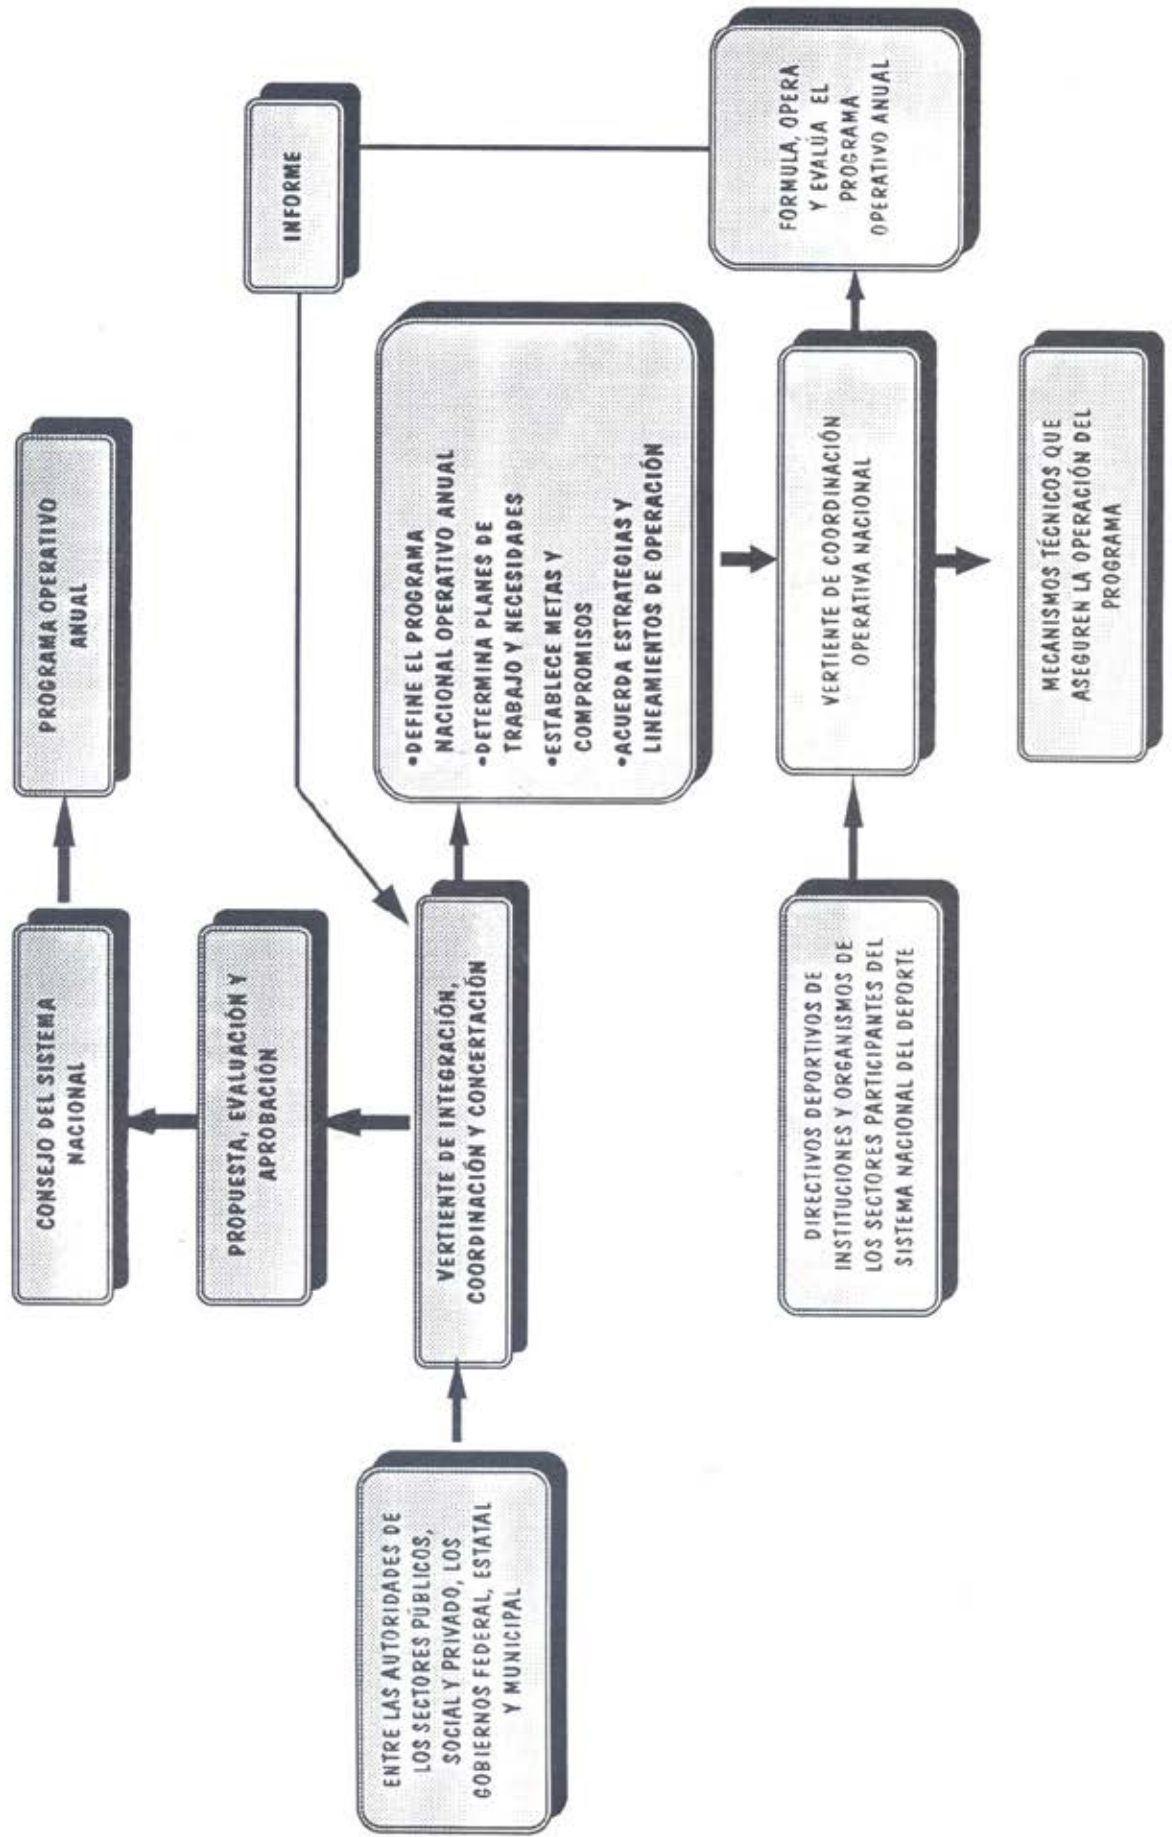 CONSEJO DEL SISTEMA
NACIONAL
PROGRAMA OPERATIVO
ANUAL
PROPUESTA, EVALUACIÓN Y
APROBACIÓN
INFORME
ENTRE LAS AUTORIDADES DE
LOS SECTORES PÚBLICOS,
SOCIAL Y PRIVADO, LOS
GOBIERNOS FEDERAL, ESTATAL
Y MUNICIPAL
VERTIENTE DE INTEGRACIÓN,
COORDINACIÓN Y CONCERTACIÓN
•DEFINE EL PROGRAMA
NACIONAL OPERATIVO ANUAL
•DETERMINA PLANES DE
TRABAJO Y NECESIDADES
•ESTABLECE METAS Y
COMPROMISOS
•ACUERDA ESTRATEGIAS Y
LINEAMIENTOS DE OPERACIÓN
DIRECTIVOS DEPORTIVOS DE
INSTITUCIONES Y ORGANISMOS DE
LOS SECTORES PARTICIPANTES DEL
SISTEMA NACIONAL DEL DEPORTE
VERTIENTE DE COORDINACIÓN
OPERATIVA NACIONAL
FORMULA, OPERA
Y EVALÚA EL
PROGRAMA
OPERATIVO ANUAL
MECANISMOS TÉCNICOS QUE
ASEGUREN LA OPERACIÓN DEL
PROGRAMA